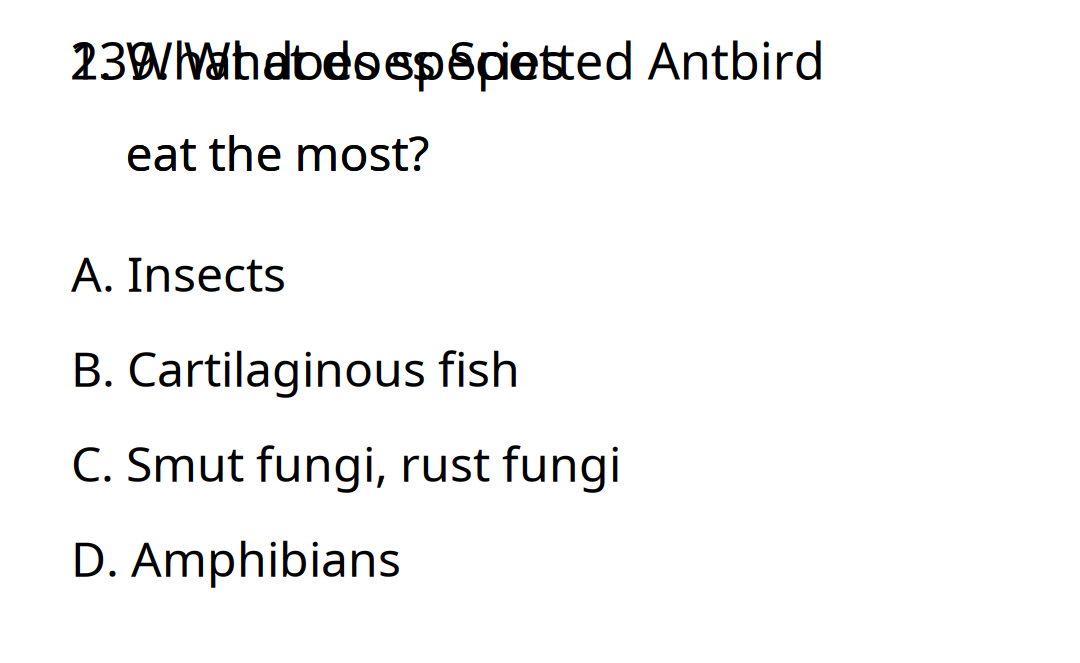 239. What does Spotted Antbird
eat the most?
A. Insects
B. Cartilaginous fish
C. Smut fungi, rust fungi
D. Amphibians